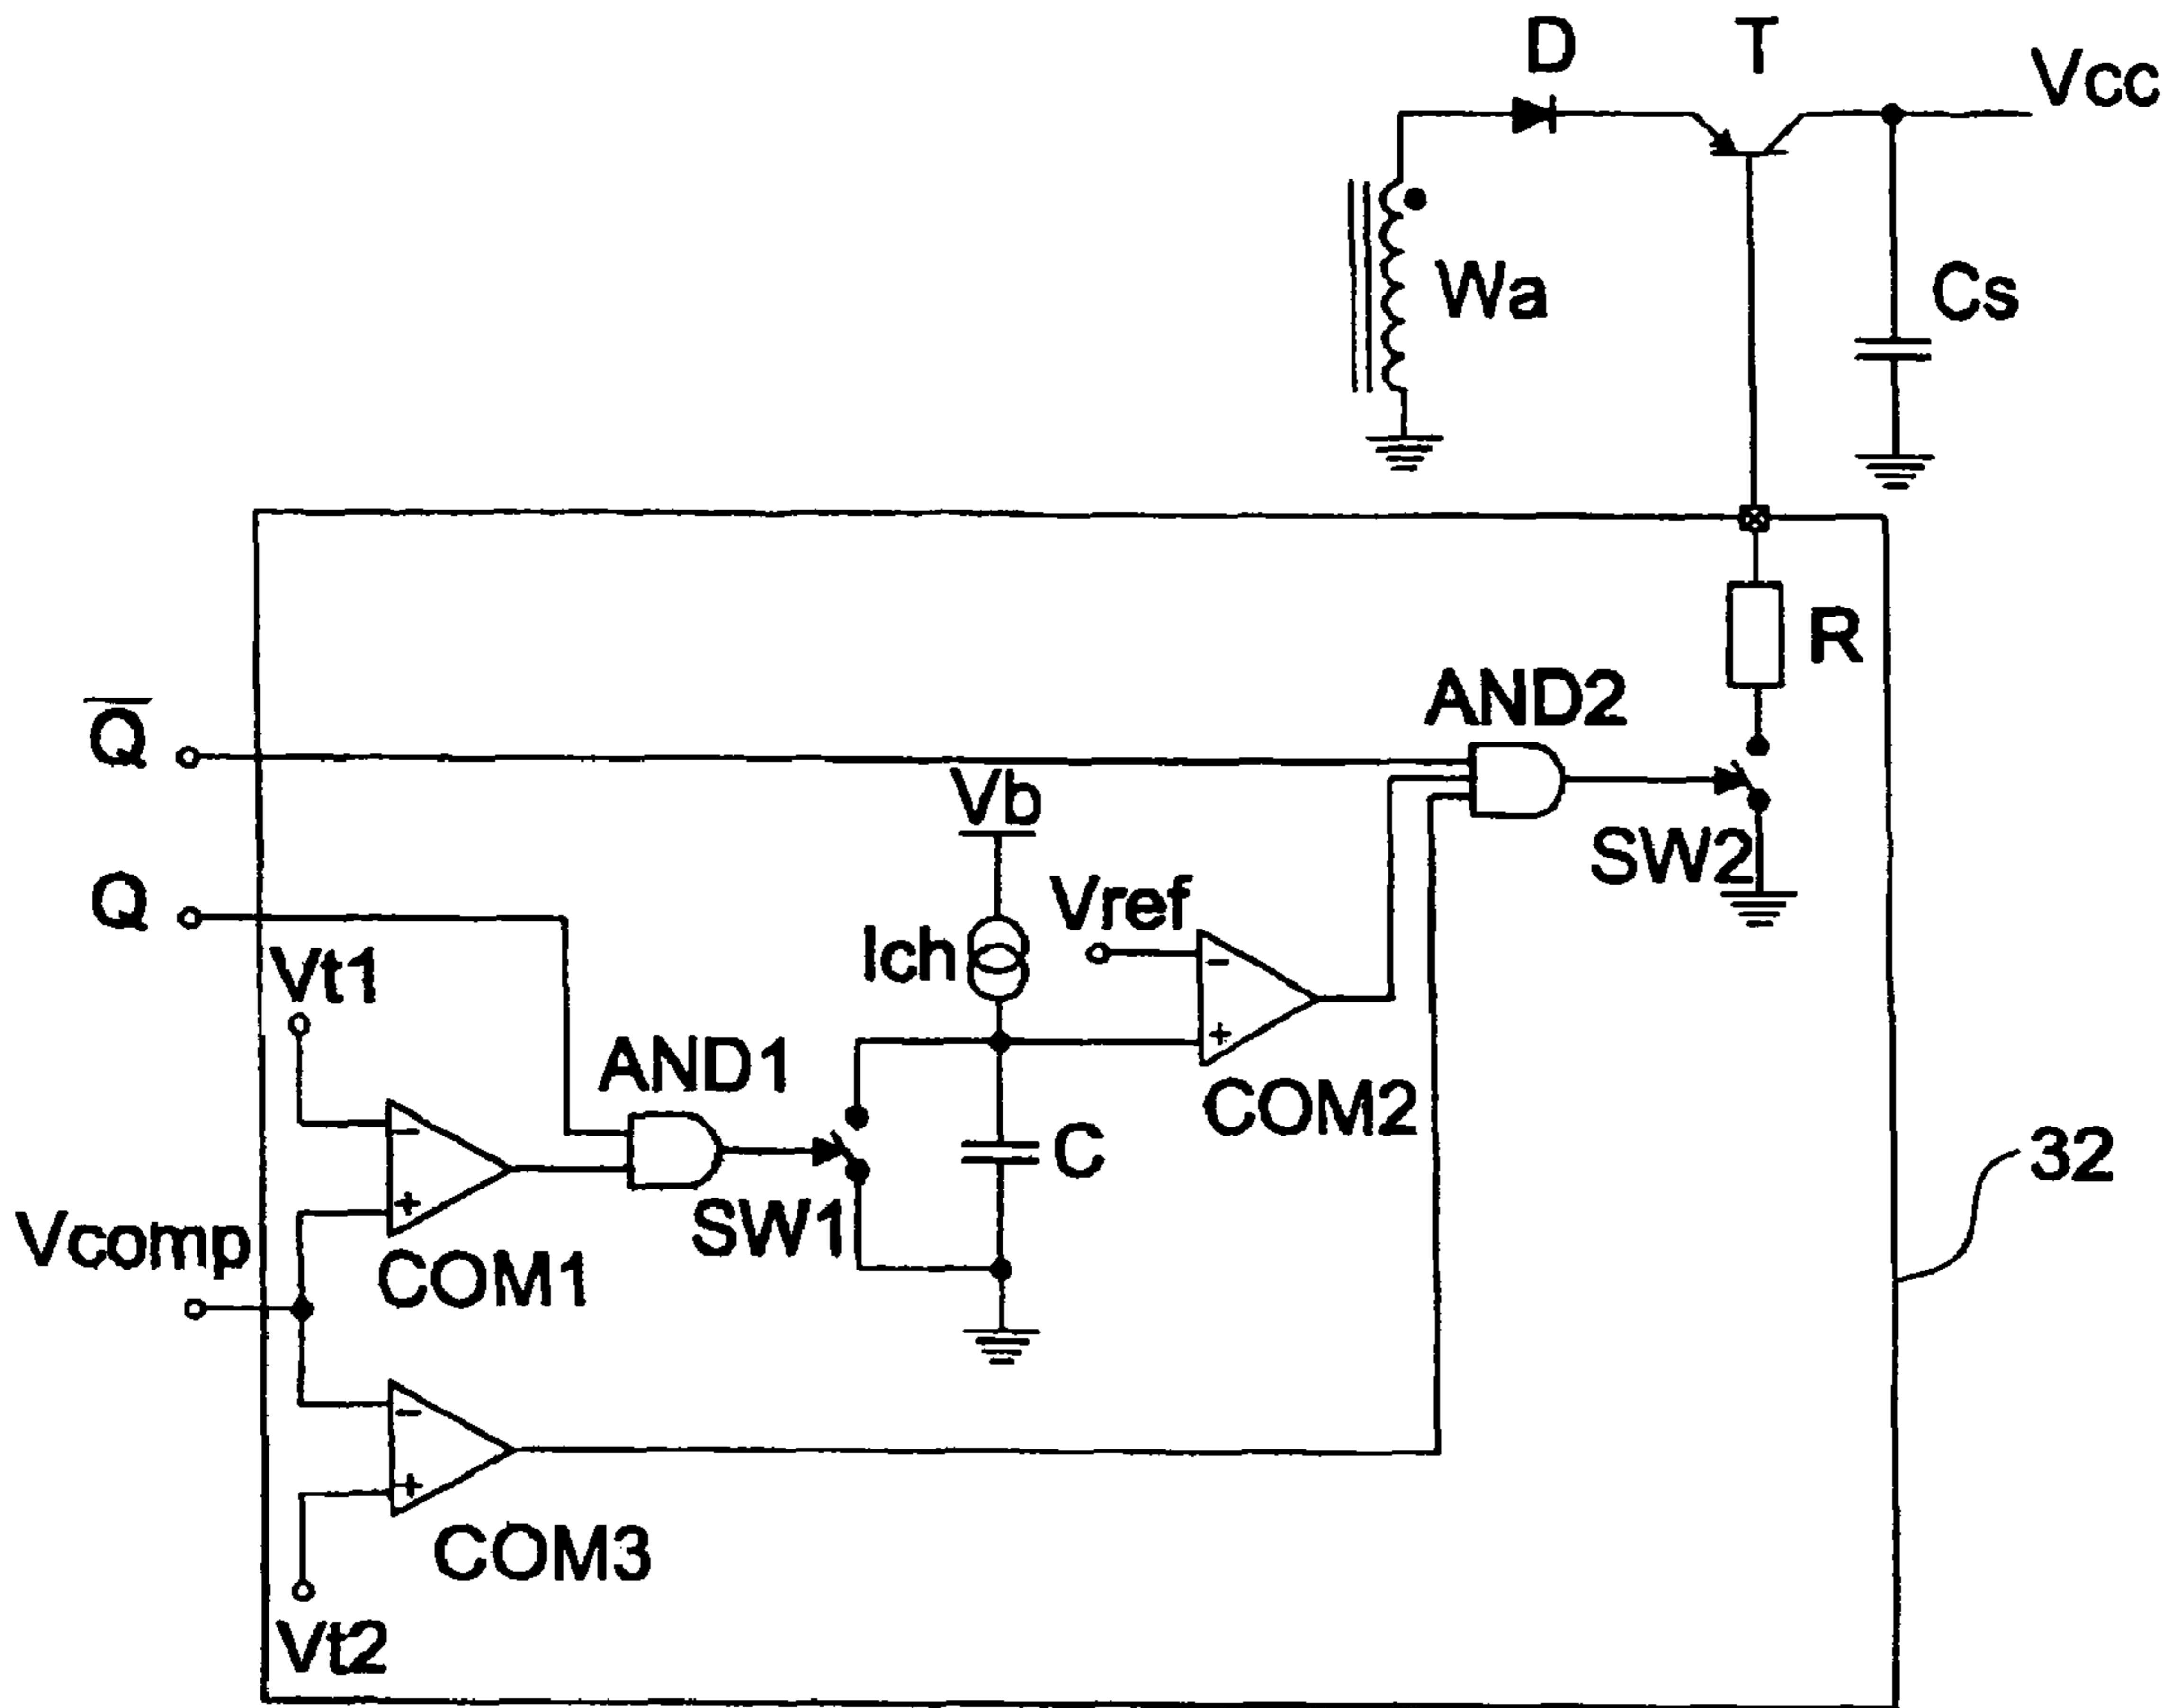 D
T
Vcc
Wa
Cs
R
AND2
Q̅
Vb
SW2
Q
Vref
Ich
Vt1
AND1
COM2
C
32
SW1
Vcomp
COM1
COM3
Vt2